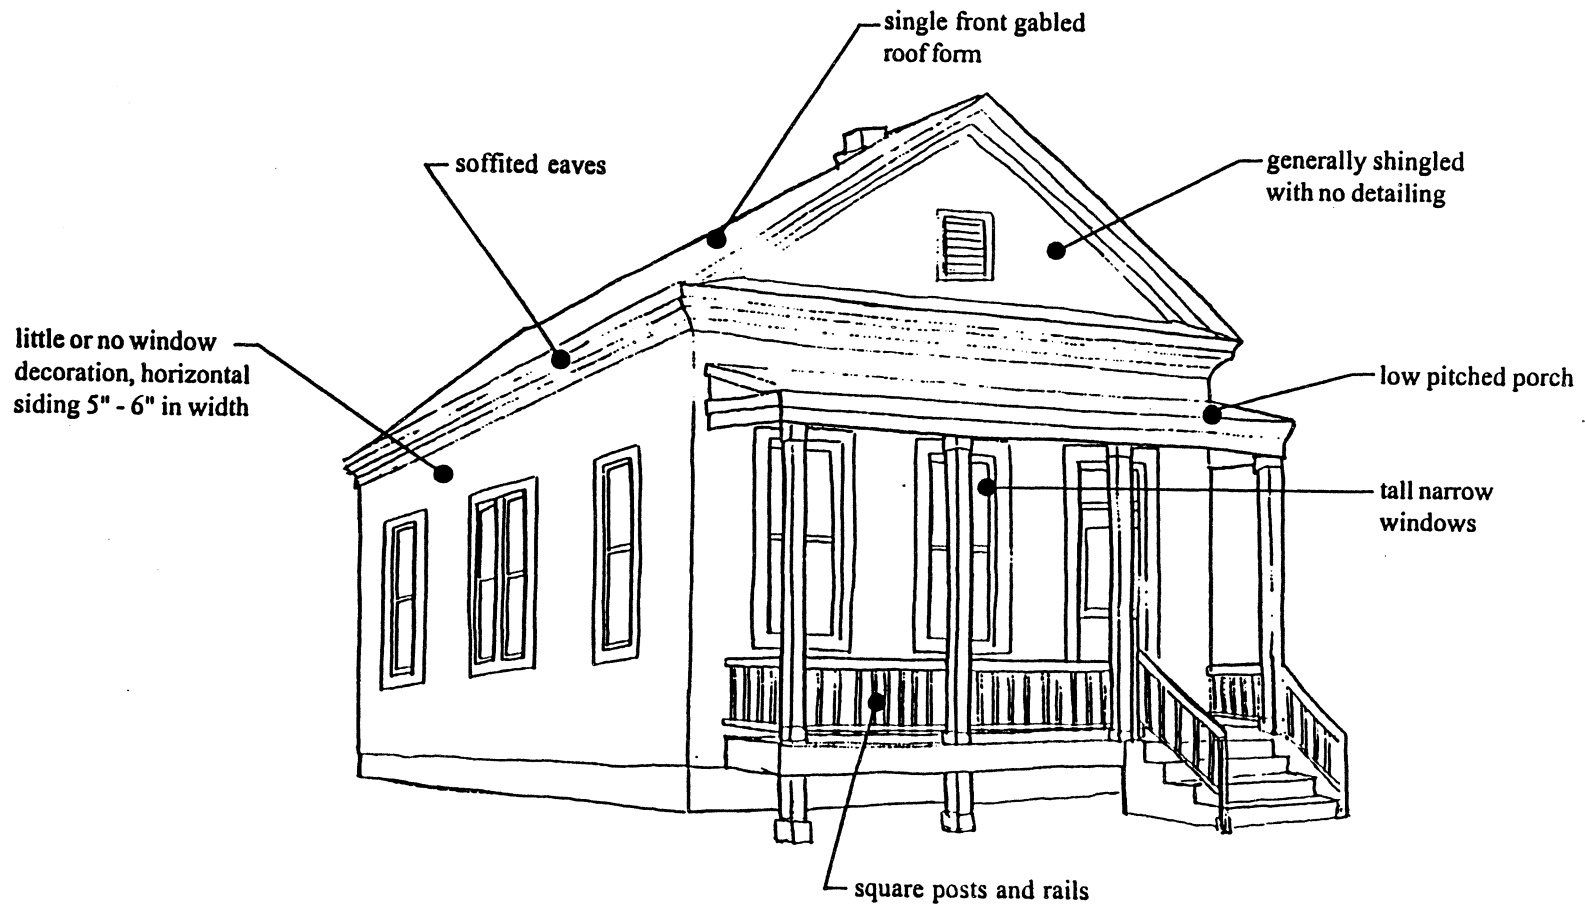 single front gabled
roof form
soffited eaves
generally shingled
with no detailing
little or no window
decoration, horizontal
siding 5" - 6" in width
low pitched porch
tall narrow
windows
square posts and rails